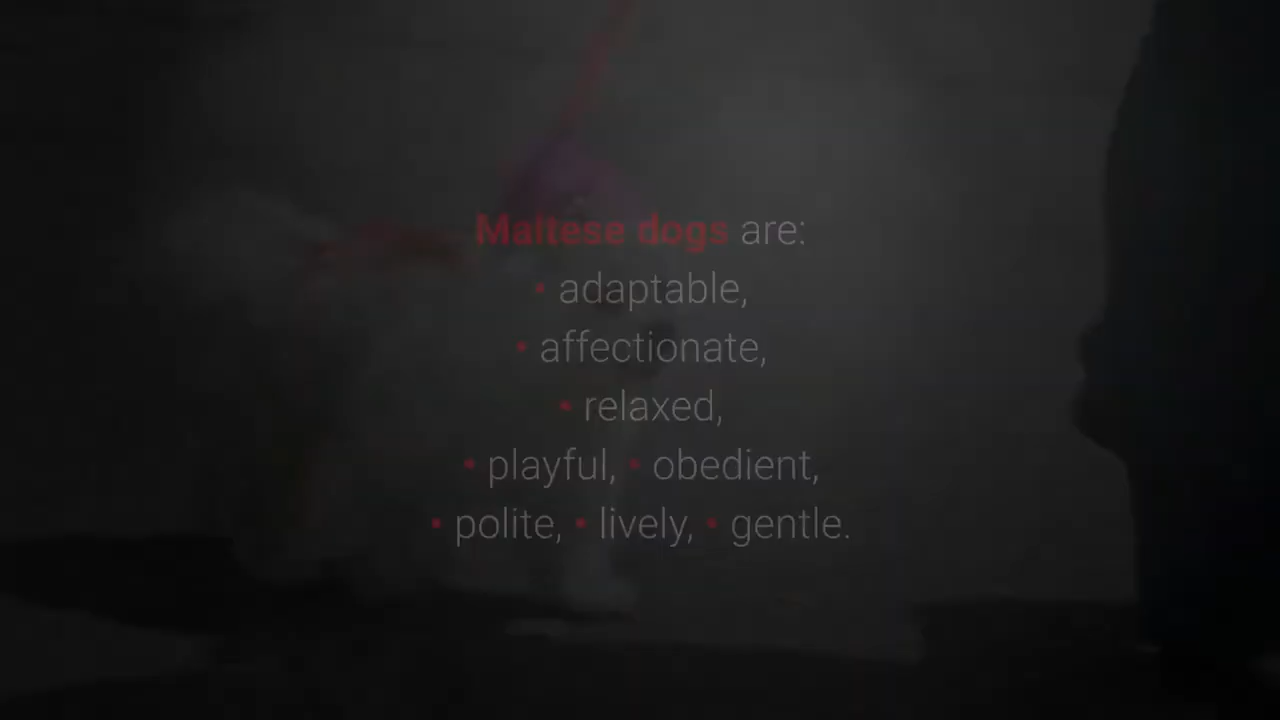 Maltese dogs are:
• adaptable,
• affectionate,
• relaxed,
• playful, • obedient,
• polite, • lively, • gentle.